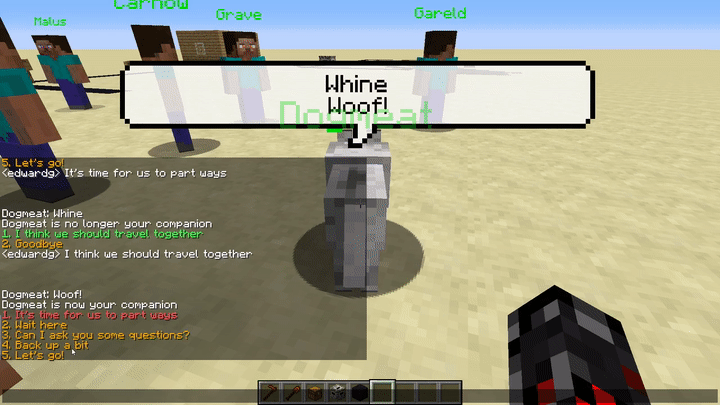 Carnow
Malus
Grave
Gareld
Whine
Woof!
Dogmeat
5. Let's go!
<edwardg> It's time for us to part ways
Dogmeat: Whine
Dogmeat is no longer your companion
1. I think we should travel together
2. Goodbye
<edwardg> I think we should travel together
Dogmeat: Woof!
Dogmeat is now your companion
1. It's time for us to part ways
2. Wait here
3. Can I ask you some questions?
4. Back up a bit
5. Let's go!